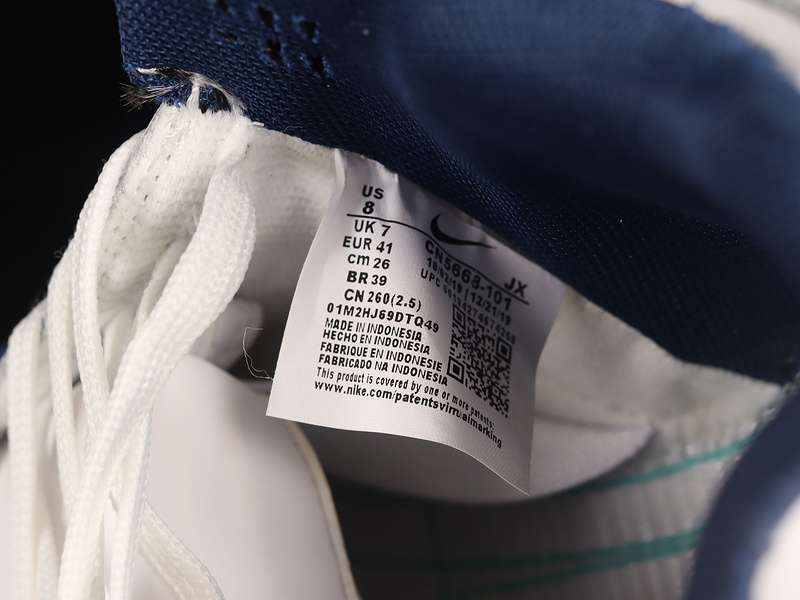 US
8
UK 7
EUR 41
cm 26
BR 39
CN 260(2.5)
01M2HJ69DTQ49
MADE IN INDONESIA
HECHO EN INDONESIA
FABRIQUE EN INDONESIE
FABRICADO NA INDONESIA
This product is covered by one or more patents:
www.nike.com/patentsvirtualmarking
CN5668-101 JX
UPC